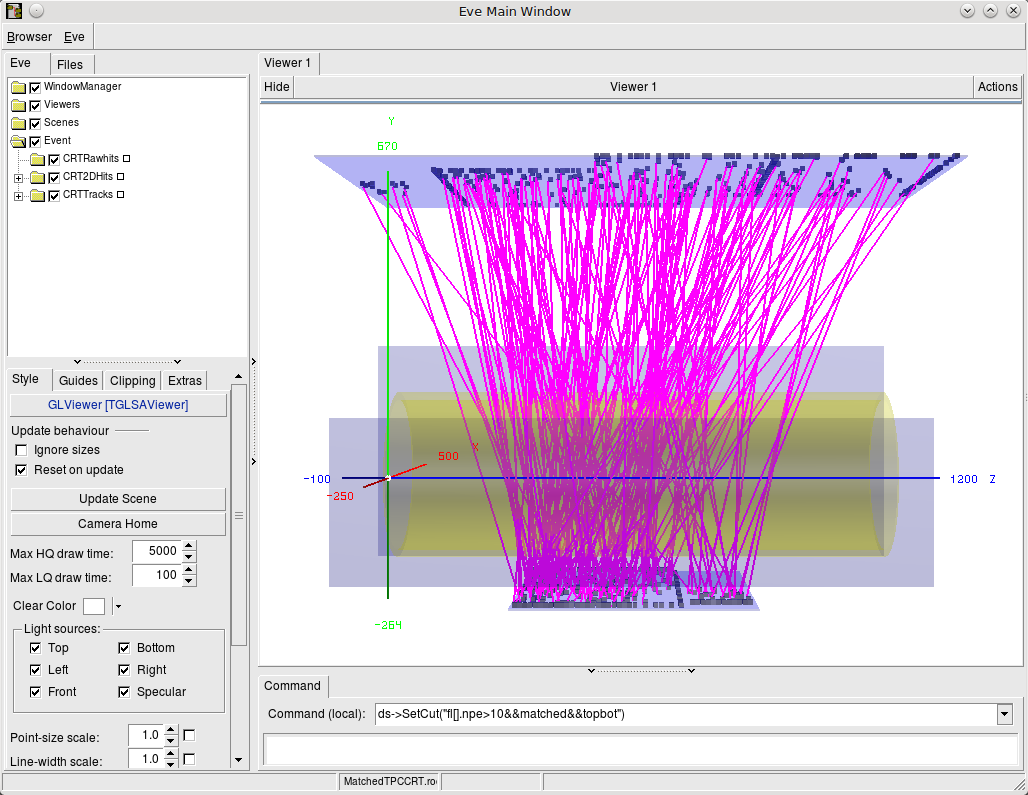 Eve Main Window
Browser Eve
Eve Files
WindowManager
Viewers
Scenes
Event
CRTRawhits
CRT2DHits
CRTTracks
Style Guides Clipping Extras
GLViewer [TGLSAViewer]
Update behaviour
Ignore sizes
Reset on update
Update Scene
Camera Home
Max HQ draw time: 5000
Max LQ draw time: 100
Clear Color
Light sources:
Top Bottom
Left Right
Front Specular
Point-size scale: 1.0
Line-width scale: 1.0
Viewer 1
Hide Viewer 1 Actions
Y
670
500 X
-100
-250
1200 Z
-264
Command
Command (local): ds->SetCut("fl[].npe>10&&matched&&topbot")
MatchedTPCCRT.ro